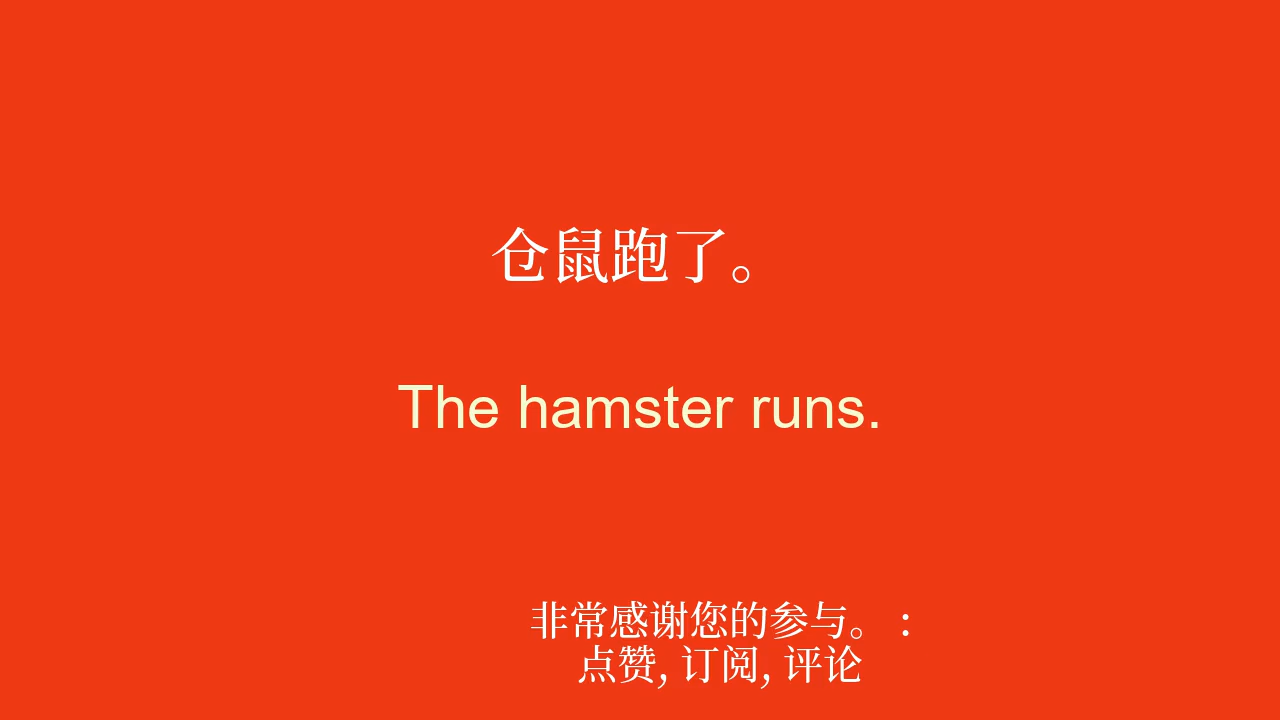 仓鼠跑了。
The hamster runs.
非常感谢您的参与。 :
点赞, 订阅, 评论